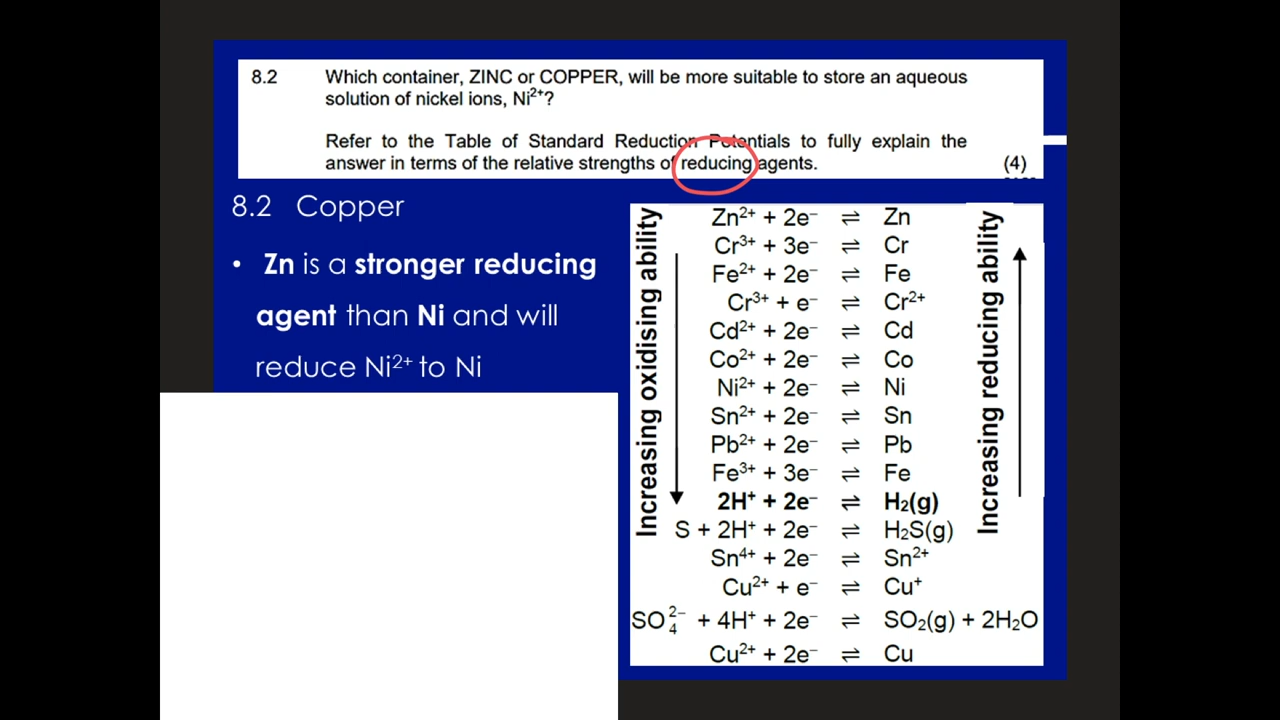 8.2 Which container, ZINC or COPPER, will be more suitable to store an aqueous
solution of nickel ions, Ni²⁺?
Refer to the Table of Standard Reduction Potentials to fully explain the
answer in terms of the relative strengths of reducing agents. (4)
8.2 Copper
• Zn is a stronger reducing
agent than Ni and will
reduce Ni²⁺ to Ni
Increasing oxidising ability
Zn²⁺ + 2e⁻ ⇌ Zn
Cr³⁺ + 3e⁻ ⇌ Cr
Fe²⁺ + 2e⁻ ⇌ Fe
Cr³⁺ + e⁻ ⇌ Cr²⁺
Cd²⁺ + 2e⁻ ⇌ Cd
Co²⁺ + 2e⁻ ⇌ Co
Ni²⁺ + 2e⁻ ⇌ Ni
Sn²⁺ + 2e⁻ ⇌ Sn
Pb²⁺ + 2e⁻ ⇌ Pb
Fe³⁺ + 3e⁻ ⇌ Fe
2H⁺ + 2e⁻ ⇌ H₂(g)
S + 2H⁺ + 2e⁻ ⇌ H₂S(g)
Sn⁴⁺ + 2e⁻ ⇌ Sn²⁺
Cu²⁺ + e⁻ ⇌ Cu⁺
SO₄²⁻ + 4H⁺ + 2e⁻ ⇌ SO₂(g) + 2H₂O
Cu²⁺ + 2e⁻ ⇌ Cu
Increasing reducing ability